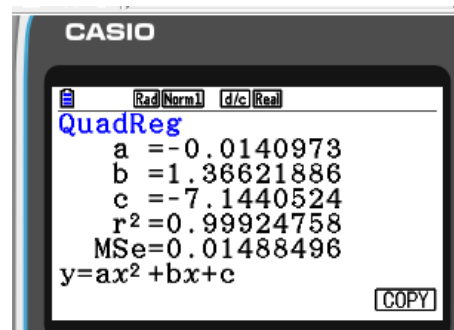 CASIO
Rad Norm1 d/c Real
QuadReg
a =-0.0140973
b =1.36621886
c =-7.1440524
r²=0.99924758
MSe=0.01488496
y=ax²+bx+c
COPY